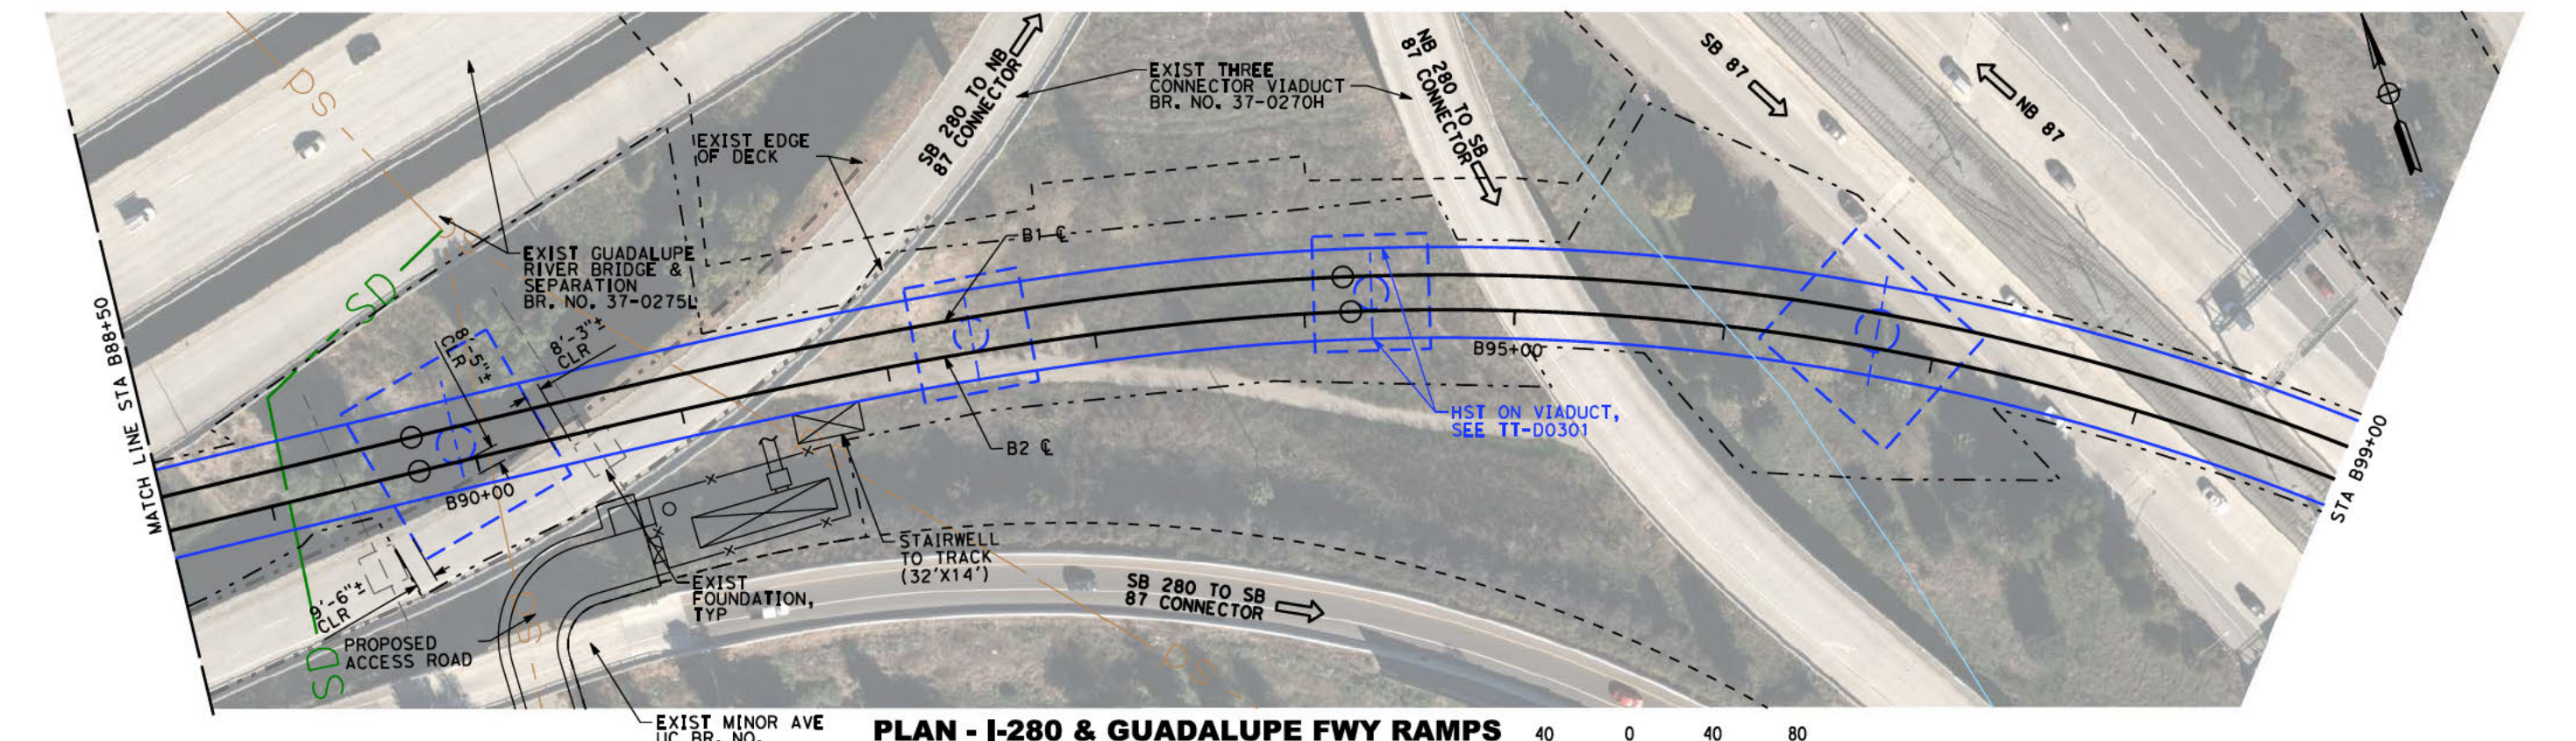 SB 280 TO NB
87 CONNECTOR
EXIST THREE
CONNECTOR VIADUCT
BR. NO. 37-0270H
NB 280 TO SB
87 CONNECTOR
SB 87
NB 87
EXIST EDGE
OF DECK
B1 ℄
EXIST GUADALUPE
RIVER BRIDGE &
SEPARATION
BR. NO. 37-0275L
SD
8'-5"±
CLR
8'-3"±
CLR
MATCH LINE STA B88+50
B90+00
B95+00
HST ON VIADUCT,
SEE TT-D0301
B2 ℄
STA B99+00
STAIRWELL
TO TRACK
(32'X14')
EXIST
FOUNDATION,
TYP
SB 280 TO SB
87 CONNECTOR
9'-6"±
CLR
PROPOSED
ACCESS ROAD
SD
EXIST MINOR AVE
UC BR. NO.
PLAN - I-280 & GUADALUPE FWY RAMPS
40 0 40 80